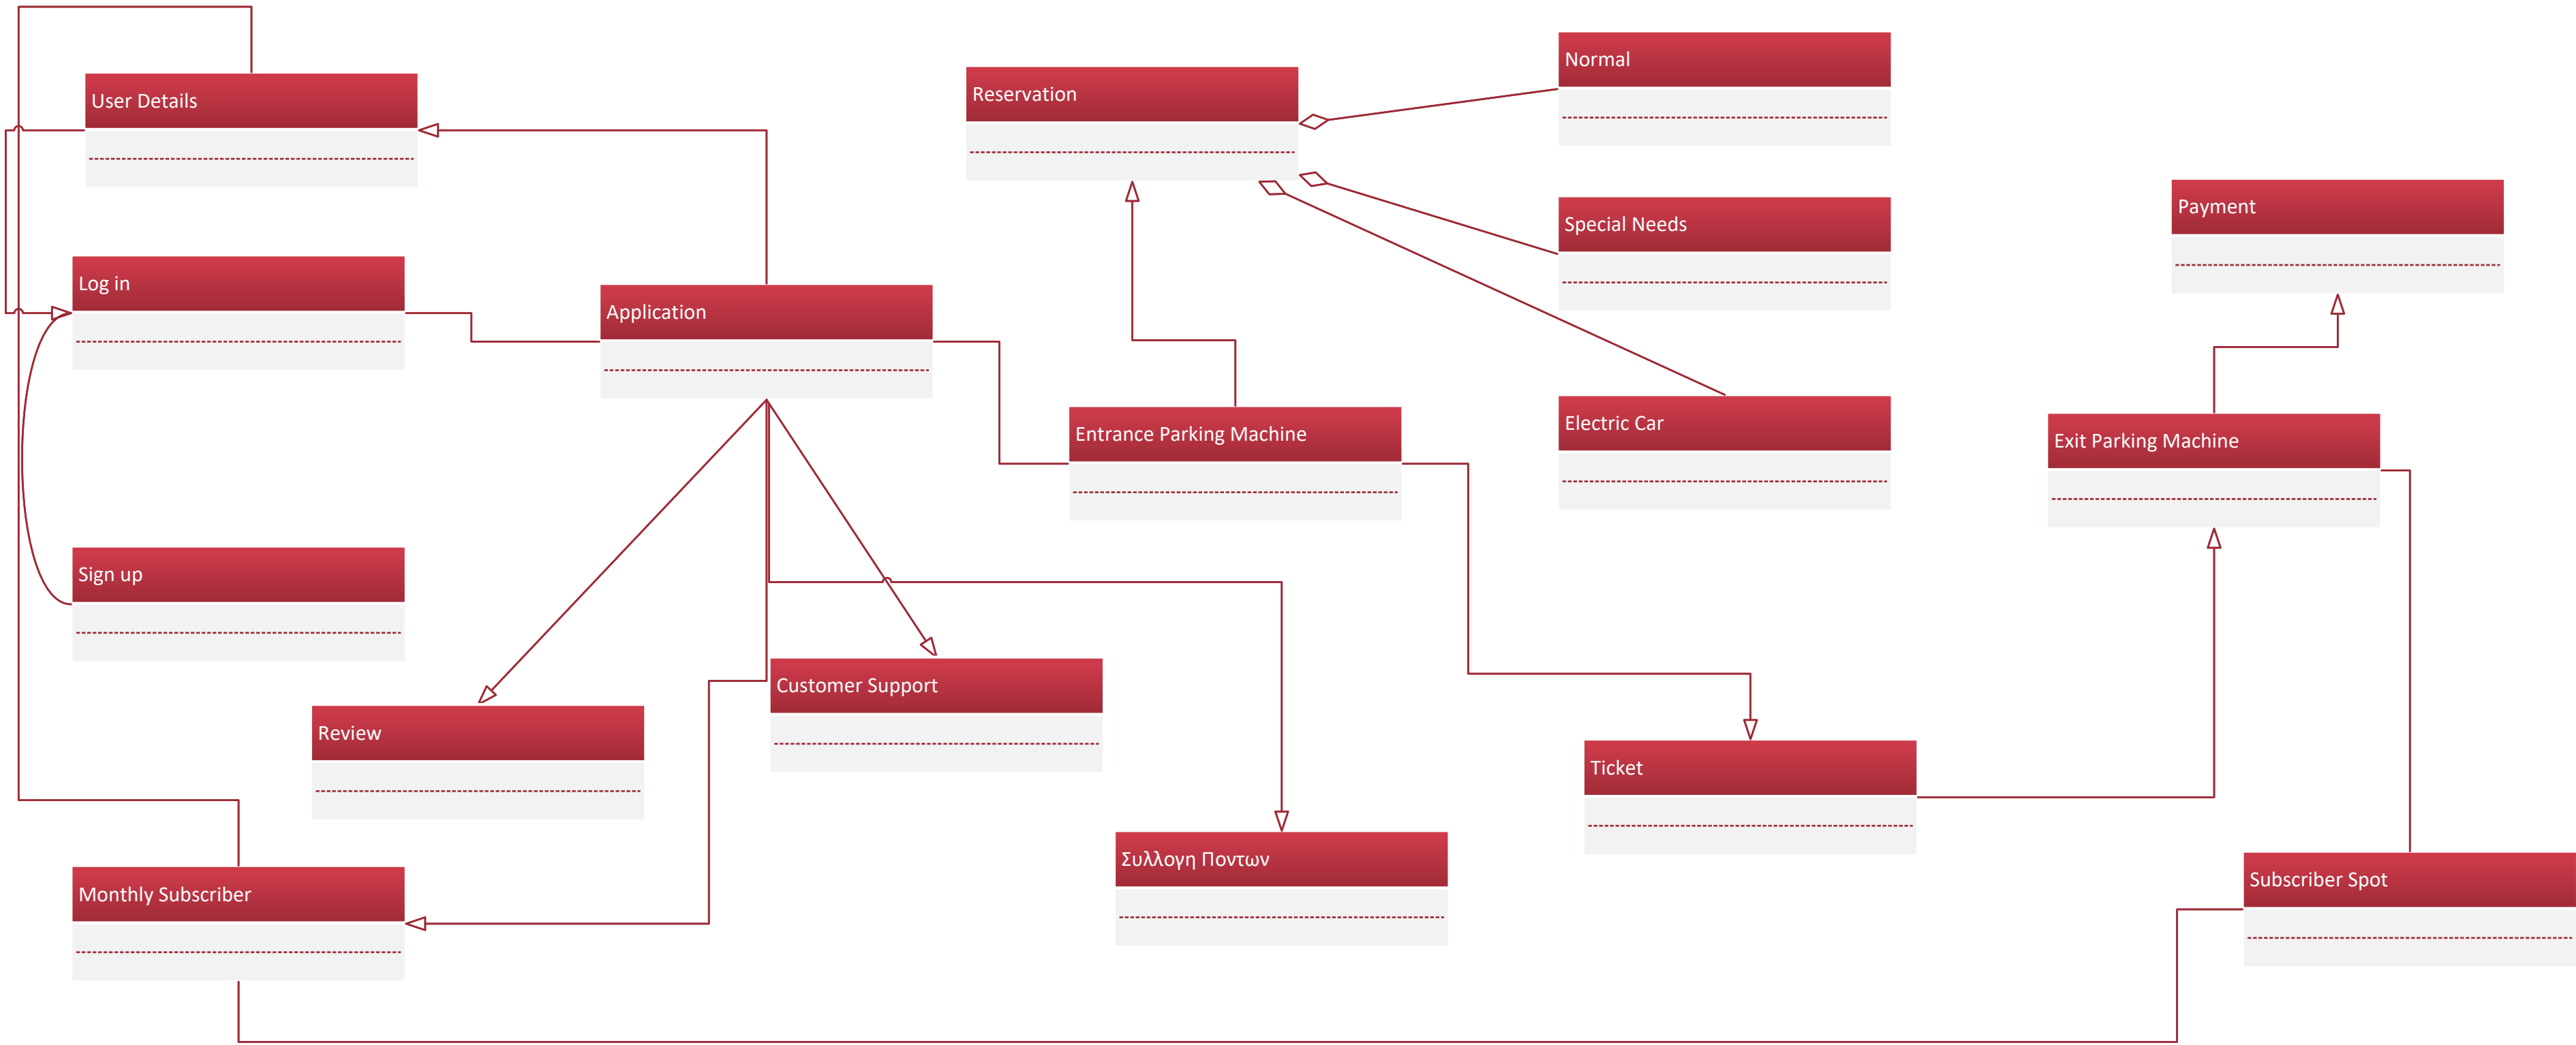 User Details
Reservation
Normal
Special Needs
Payment
Log in
Application
Electric Car
Entrance Parking Machine
Exit Parking Machine
Sign up
Customer Support
Review
Ticket
Συλλογη Ποντων
Subscriber Spot
Monthly Subscriber